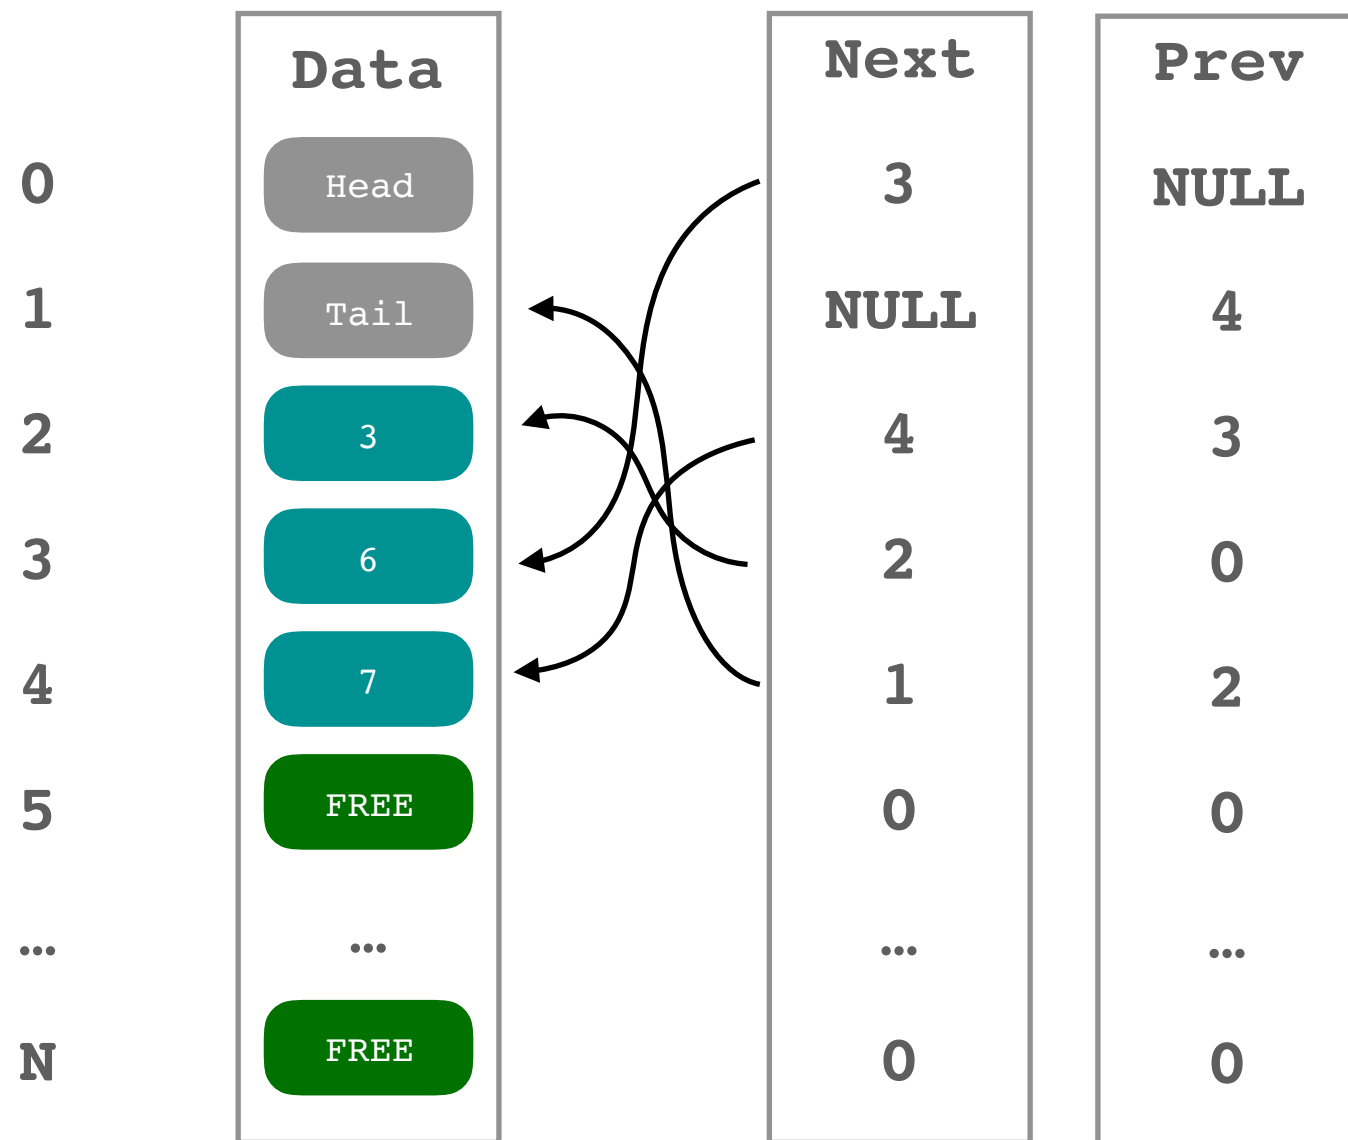 Data Next Prev
0 Head 3 NULL
1 Tail NULL 4
2 3 4 3
3 6 2 0
4 7 1 2
5 FREE 0 0
… … … …
N FREE 0 0